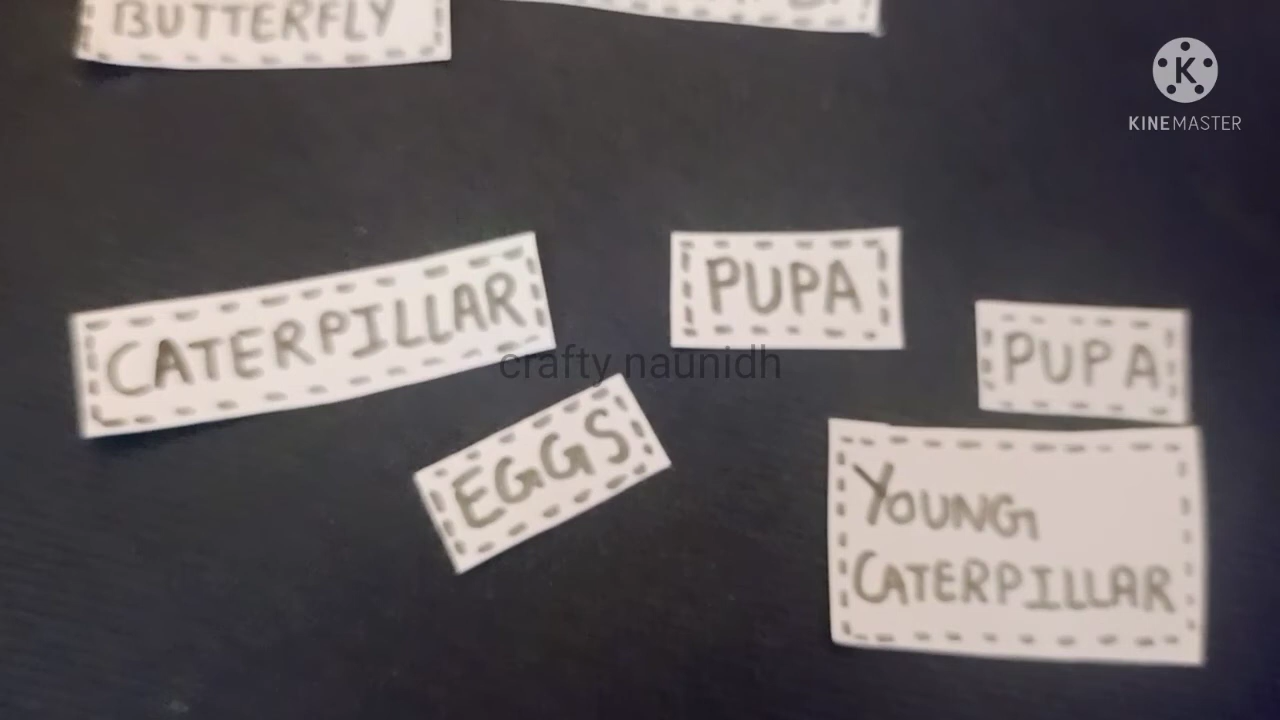 BUTTERFLY
KINEMASTER
CATERPILLAR
PUPA
PUPA
crafty naunidh
EGGS
YOUNG
CATERPILLAR